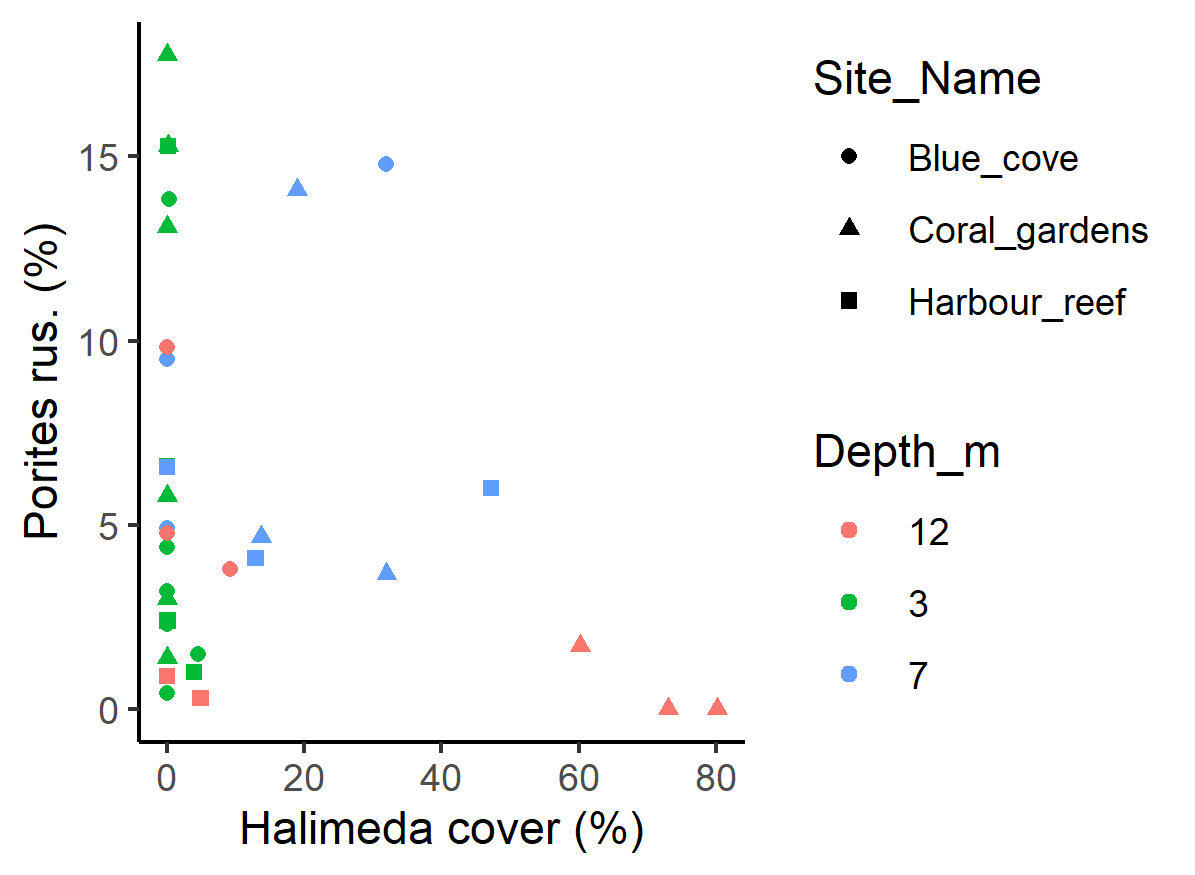 Porites rus. (%)
15
10
5
0
0 20 40 60 80
Halimeda cover (%)
Site_Name
Blue_cove
Coral_gardens
Harbour_reef
Depth_m
12
3
7